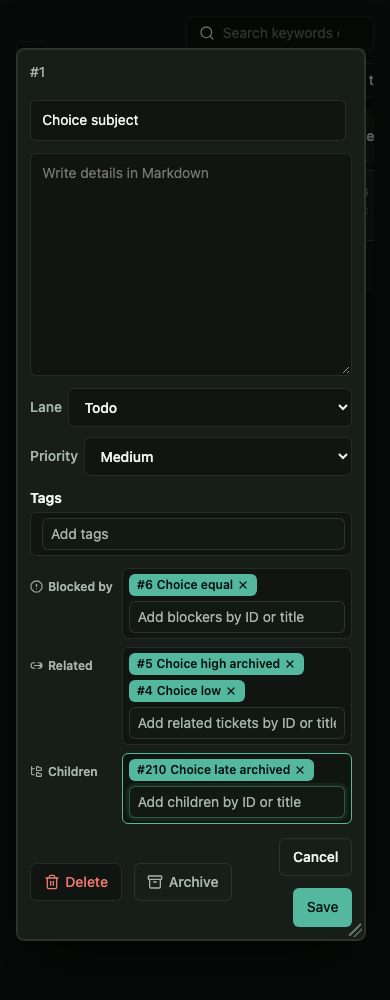 Search keywords
#1
t
Choice subject
e
Write details in Markdown
Lane
Todo
Priority
Medium
Tags
Add tags
Blocked by
#6 Choice equal ×
Add blockers by ID or title
Related
#5 Choice high archived ×
#4 Choice low ×
Add related tickets by ID or title
Children
#210 Choice late archived ×
Add children by ID or title
Cancel
Delete
Archive
Save